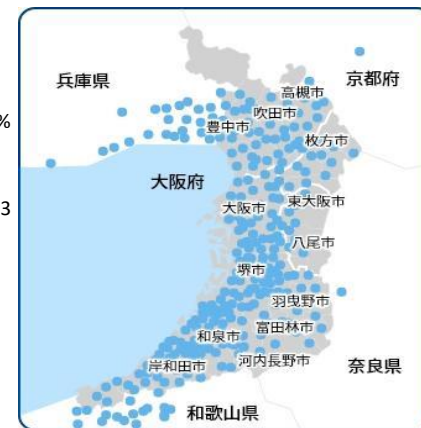 兵庫県
京都府
高槻市
吹田市
%
豊中市
枚方市
大阪府
東大阪市
大阪市
3
八尾市
堺市
羽曳野市
富田林市
和泉市
岸和田市
河内長野市
奈良県
和歌山県